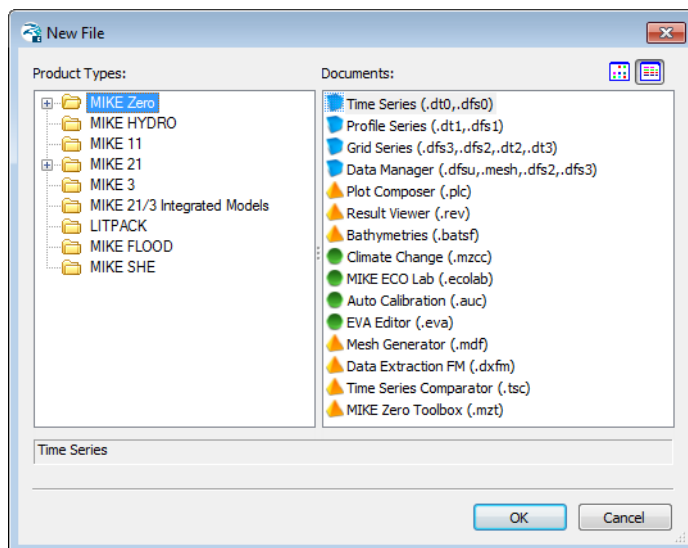 New File
Product Types:
MIKE Zero
MIKE HYDRO
MIKE 11
MIKE 21
MIKE 3
MIKE 21/3 Integrated Models
LITPACK
MIKE FLOOD
MIKE SHE
Documents:
Time Series (.dt0,.dfs0)
Profile Series (.dt1,.dfs1)
Grid Series (.dfs3,.dfs2,.dt2,.dt3)
Data Manager (.dfsu,.mesh,.dfs2,.dfs3)
Plot Composer (.plc)
Result Viewer (.rev)
Bathymetries (.batsf)
Climate Change (.mzcc)
MIKE ECO Lab (.ecolab)
Auto Calibration (.auc)
EVA Editor (.eva)
Mesh Generator (.mdf)
Data Extraction FM (.dxfm)
Time Series Comparator (.tsc)
MIKE Zero Toolbox (.mzt)
Time Series
OK
Cancel